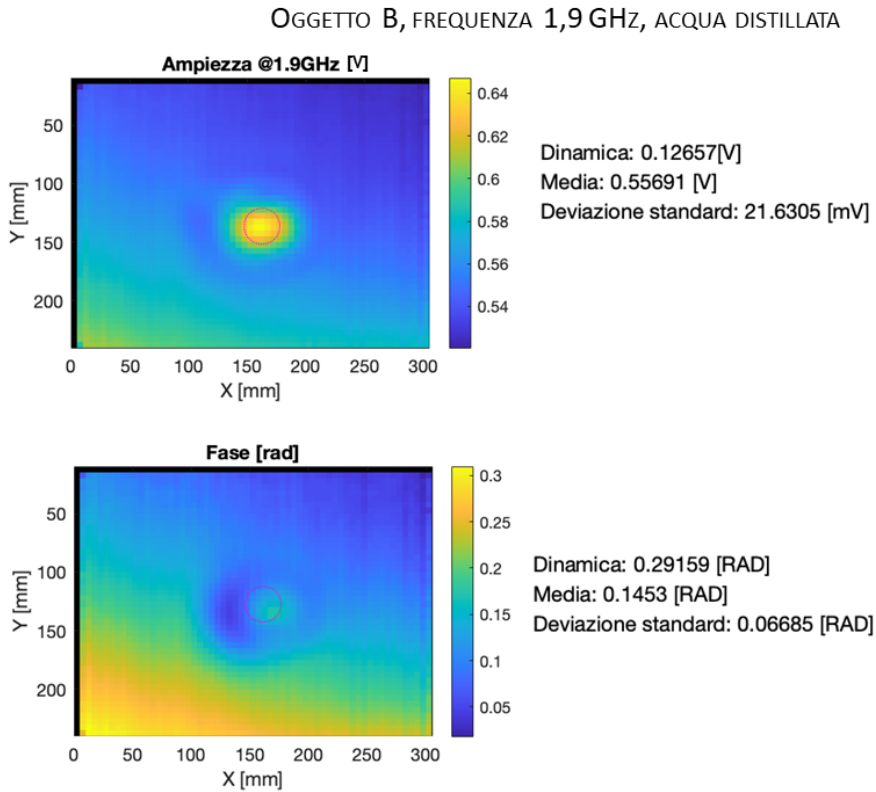 OGGETTO B, FREQUENZA 1,9 GHZ, ACQUA DISTILLATA
Ampiezza @1.9GHz [V]
50
100
150
200
Y [mm]
0 50 100 150 200 250 300
X [mm]
0.64
0.62
0.6
0.58
0.56
0.54
Dinamica: 0.12657[V]
Media: 0.55691 [V]
Deviazione standard: 21.6305 [mV]
Fase [rad]
50
100
150
200
Y [mm]
0 50 100 150 200 250 300
X [mm]
0.3
0.25
0.2
0.15
0.1
0.05
Dinamica: 0.29159 [RAD]
Media: 0.1453 [RAD]
Deviazione standard: 0.06685 [RAD]